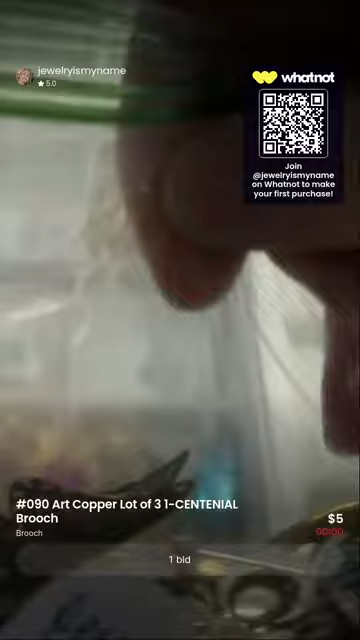 jewelryismyname
★ 5.0
whatnot
Join
@jewelryismyname
on Whatnot to make
your first purchase!
#090 Art Copper Lot of 3 1-CENTENIAL
Brooch
$5
Brooch
00:00
1 bid